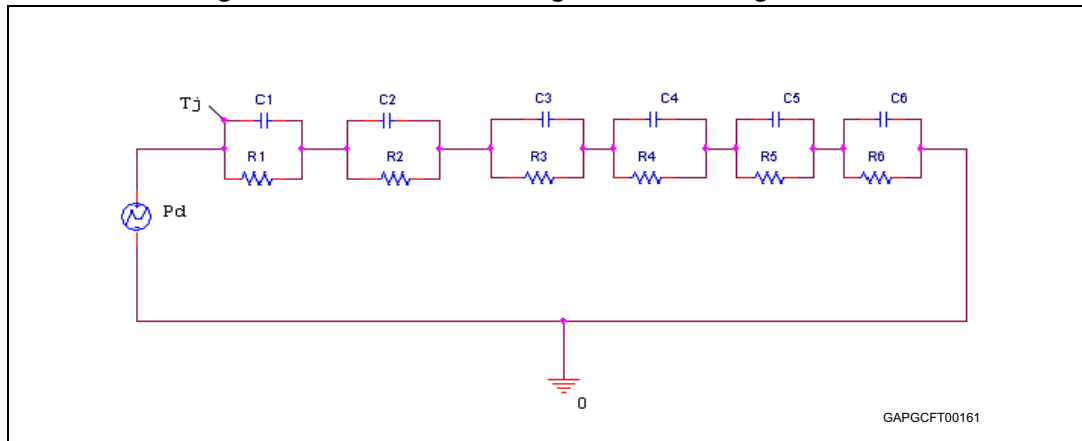 Tj
C1 C2 C3 C4 C5 C6
R1 R2 R3 R4 R5 R6
Pd
0
GAPGCFT00161